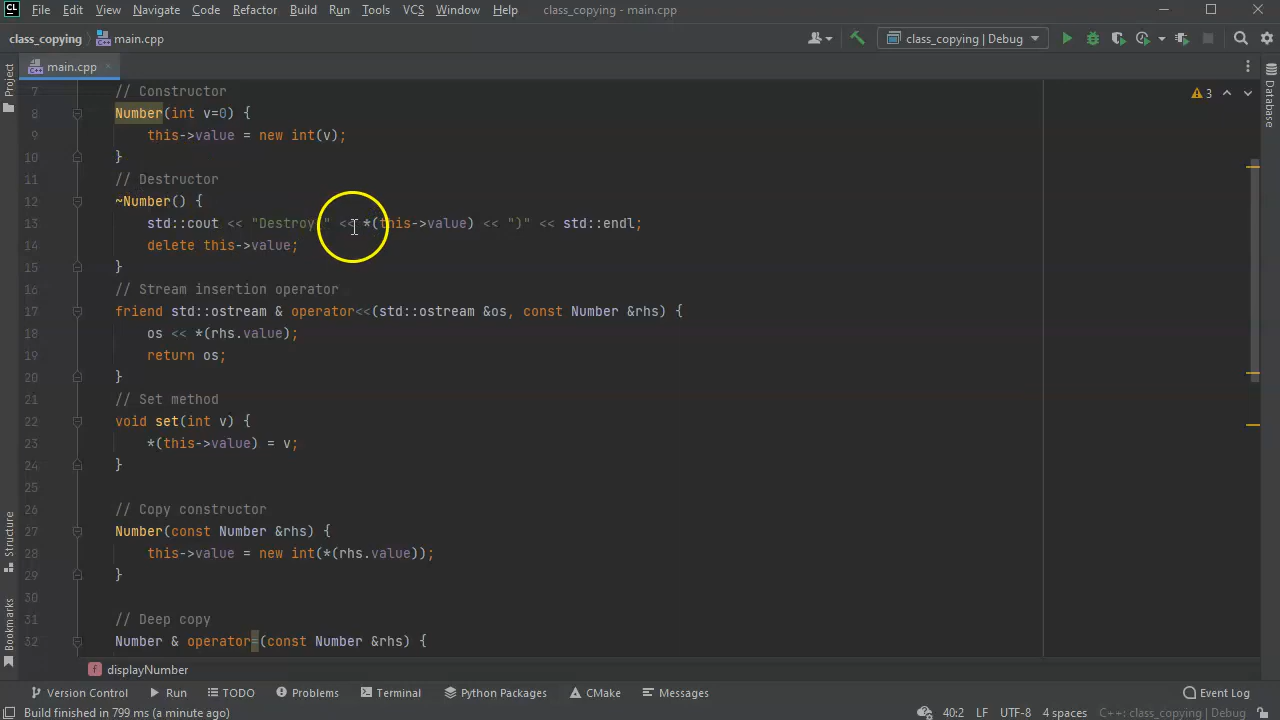 CL File Edit View Navigate Code Refactor Build Run Tools VCS Window Help class_copying - main.cpp
class_copying main.cpp class_copying | Debug
main.cpp
Project
Database
3
7 // Constructor
8 Number(int v=0) {
9 this->value = new int(v);
10 }
11 // Destructor
12 ~Number() {
13 std::cout << "Destroy(" << *(this->value) << ")" << std::endl;
14 delete this->value;
15 }
16 // Stream insertion operator
17 friend std::ostream & operator<<(std::ostream &os, const Number &rhs) {
18 os << *(rhs.value);
19 return os;
20 }
21 // Set method
22 void set(int v) {
23 *(this->value) = v;
24 }
25
26 // Copy constructor
27 Number(const Number &rhs) {
28 this->value = new int(*(rhs.value));
29 }
30
31 // Deep copy
32 Number & operator=(const Number &rhs) {
Structure
Bookmarks
f displayNumber
Version Control Run TODO Problems Terminal Python Packages CMake Messages Event Log
Build finished in 799 ms (a minute ago) 40:2 LF UTF-8 4 spaces C++: class_copying | Debug